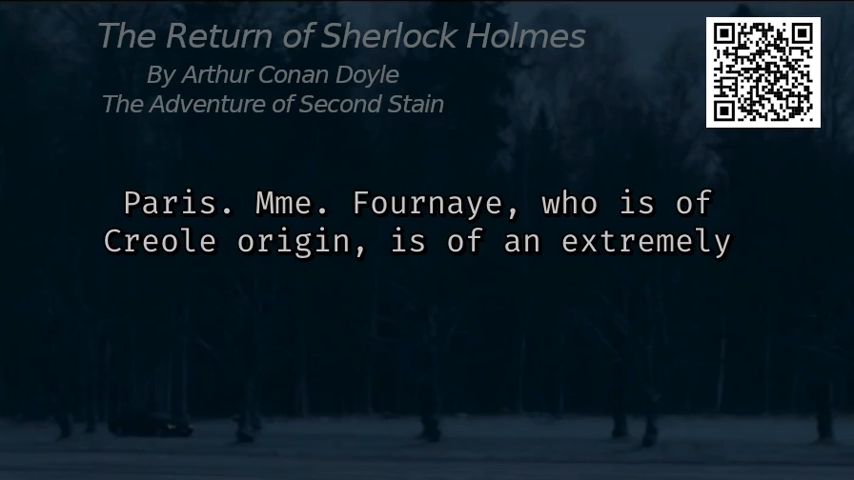 The Return of Sherlock Holmes
By Arthur Conan Doyle
The Adventure of Second Stain
Paris. Mme. Fournaye, who is of
Creole origin, is of an extremely